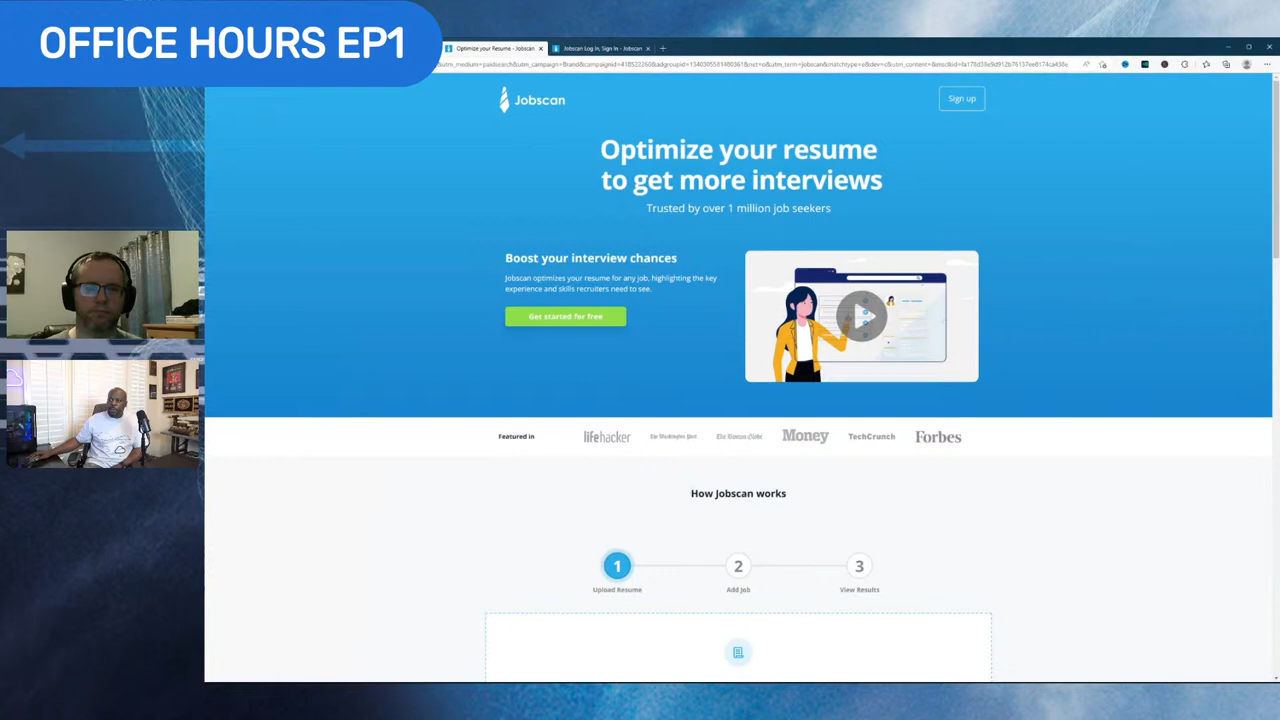 OFFICE HOURS EP1
Optimize your Resume - Jobscan
Jobscan Log In, Sign In - Jobscan
Jobscan
Sign up
Optimize your resume
to get more interviews
Trusted by over 1 million job seekers
Boost your interview chances
Jobscan optimizes your resume for any job, highlighting the key
experience and skills recruiters need to see.
Get started for free
Featured in
lifehacker
The Washington Post
The Boston Globe
Money
TechCrunch
Forbes
How Jobscan works
1
2
3
Upload Resume
Add Job
View Results